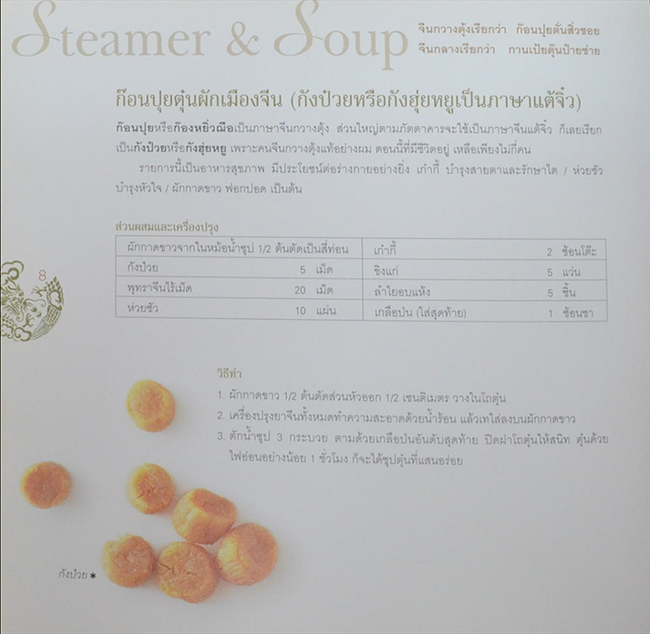 Steamer & Soup
จีนกวางตุ้งเรียกว่า ก๊อนปุยตั่นสิ่วซอย
จีนกลางเรียกว่า กานเป้ยตุ๊นป้ายช่าย
ก๊อนปุยตุ๋นผักเมืองจีน (กังป๋วยหรือกังฮุ่ยหยูเป็นภาษาแต้จิ๋ว)
ก๊อนปุยหรือก๊องหยิ่วฉือเป็นภาษาจีนกวางตุ้ง ส่วนใหญ่ตามภัตตาคารจะใช้เป็นภาษาจีนแต้จิ๋ว ก็เลยเรียก
เป็นกังป๋วยหรือกังฮุ่ยหยู เพราะคนจีนกวางตุ้งแท้อย่างผม ตอนนี้ที่มีชีวิตอยู่ เหลือเพียงไม่กี่คน
รายการนี้เป็นอาหารสุขภาพ มีประโยชน์ต่อร่างกายอย่างยิ่ง เก๋ากี้ บำรุงสายตาและรักษาไต / ห่วยซัว
บำรุงหัวใจ / ผักกาดขาว ฟอกปอด เป็นต้น
ส่วนผสมและเครื่องปรุง
ผักกาดขาวจากในหม้อน้ำซุป 1/2 ต้นตัดเป็นสี่ท่อน เก๋ากี้ 2 ช้อนโต๊ะ
กังป๋วย 5 เม็ด ขิงแก่ 5 แว่น
8
พุทราจีนไร้เม็ด 20 เม็ด ลำไยอบแห้ง 5 ชิ้น
ห่วยซัว 10 แผ่น เกลือป่น (ใส่สุดท้าย) 1 ช้อนชา
วิธีทำ
1. ผักกาดขาว 1/2 ต้นตัดส่วนหัวออก 1/2 เซนติเมตร วางในโถตุ๋น
2. เครื่องปรุงยาจีนทั้งหมดทำความสะอาดด้วยน้ำร้อน แล้วเทใส่ลงบนผักกาดขาว
3. ตักน้ำซุป 3 กระบวย ตามด้วยเกลือป่นอันดับสุดท้าย ปิดฝาโถตุ๋นให้สนิท ตุ๋นด้วย
ไฟอ่อนอย่างน้อย 1 ชั่วโมง ก็จะได้ซุปตุ๋นที่แสนอร่อย
กังป๋วย *